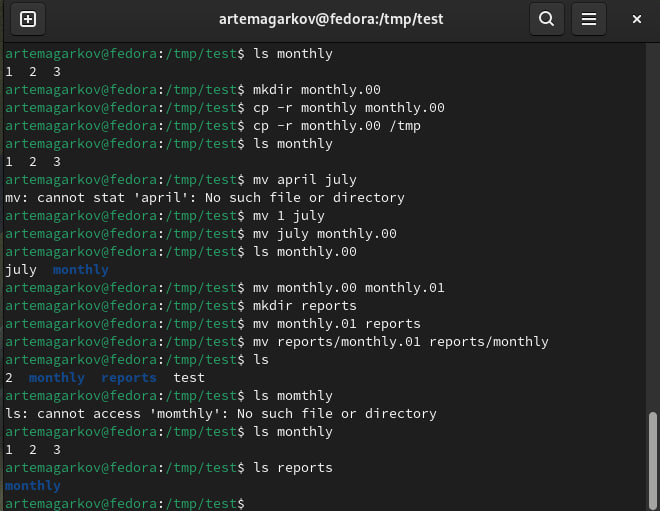 artemagarkov@fedora:/tmp/test
artemagarkov@fedora:/tmp/test$ ls monthly
1  2  3
artemagarkov@fedora:/tmp/test$ mkdir monthly.00
artemagarkov@fedora:/tmp/test$ cp -r monthly monthly.00
artemagarkov@fedora:/tmp/test$ cp -r monthly.00 /tmp
artemagarkov@fedora:/tmp/test$ ls monthly
1  2  3
artemagarkov@fedora:/tmp/test$ mv april july
mv: cannot stat 'april': No such file or directory
artemagarkov@fedora:/tmp/test$ mv 1 july
artemagarkov@fedora:/tmp/test$ mv july monthly.00
artemagarkov@fedora:/tmp/test$ ls monthly.00
july  monthly
artemagarkov@fedora:/tmp/test$ mv monthly.00 monthly.01
artemagarkov@fedora:/tmp/test$ mkdir reports
artemagarkov@fedora:/tmp/test$ mv monthly.01 reports
artemagarkov@fedora:/tmp/test$ mv reports/monthly.01 reports/monthly
artemagarkov@fedora:/tmp/test$ ls
2  monthly  reports  test
artemagarkov@fedora:/tmp/test$ ls momthly
ls: cannot access 'momthly': No such file or directory
artemagarkov@fedora:/tmp/test$ ls monthly
1  2  3
artemagarkov@fedora:/tmp/test$ ls reports
monthly
artemagarkov@fedora:/tmp/test$